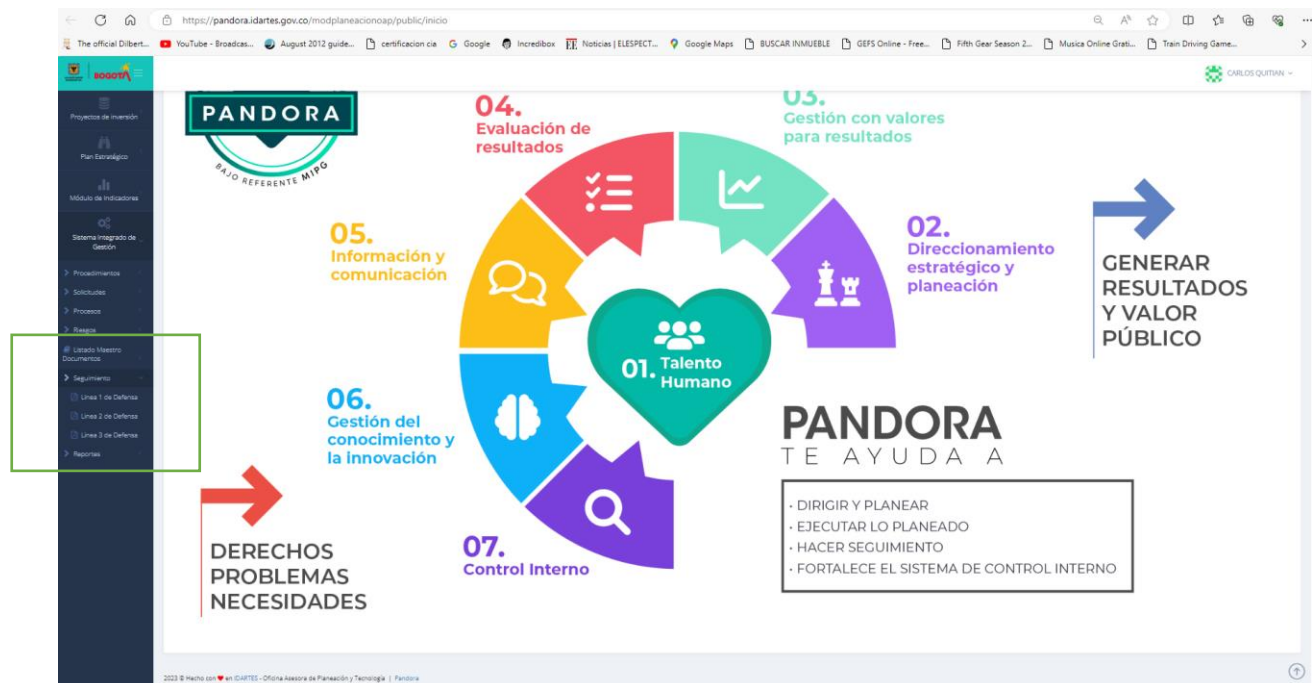 https://pandora.idartes.gov.co/modplaneacionoap/public/inicio
The official Dilbert...
YouTube - Broadcas...
August 2012 guide...
certificacion cia
Google
Incredibox
Noticias | ELESPECT...
Google Maps
BUSCAR INMUEBLE
GEFS Online - Free...
Fifth Gear Season 2...
Musica Online Grati...
Train Driving Game...
BOGOTÁ
CARLOS QUITIAN
Proyectos de Inversión
Plan Estratégico
Módulo de Indicadores
Sistema Integrado de
Gestión
Procedimientos
Solicitudes
Procesos
Riesgos
Listado Maestro
Documentos
Seguimiento
Linea 1 de Defensa
Linea 2 de Defensa
Linea 3 de Defensa
Reportes
PANDORA
BAJO REFERENTE MIPG
04.
Evaluación de
resultados
03.
Gestión con valores
para resultados
05.
Información y
comunicación
02.
Direccionamiento
estratégico y
planeación
GENERAR
RESULTADOS
Y VALOR
PÚBLICO
01. Talento
Humano
06.
Gestión del
conocimiento y
la innovación
PANDORA
TE AYUDA A
· DIRIGIR Y PLANEAR
· EJECUTAR LO PLANEADO
· HACER SEGUIMIENTO
· FORTALECE EL SISTEMA DE CONTROL INTERNO
07.
Control Interno
DERECHOS
PROBLEMAS
NECESIDADES
2023 © Hecho con ❤ en IDARTES - Oficina Asesora de Planeación y Tecnología | Pandora